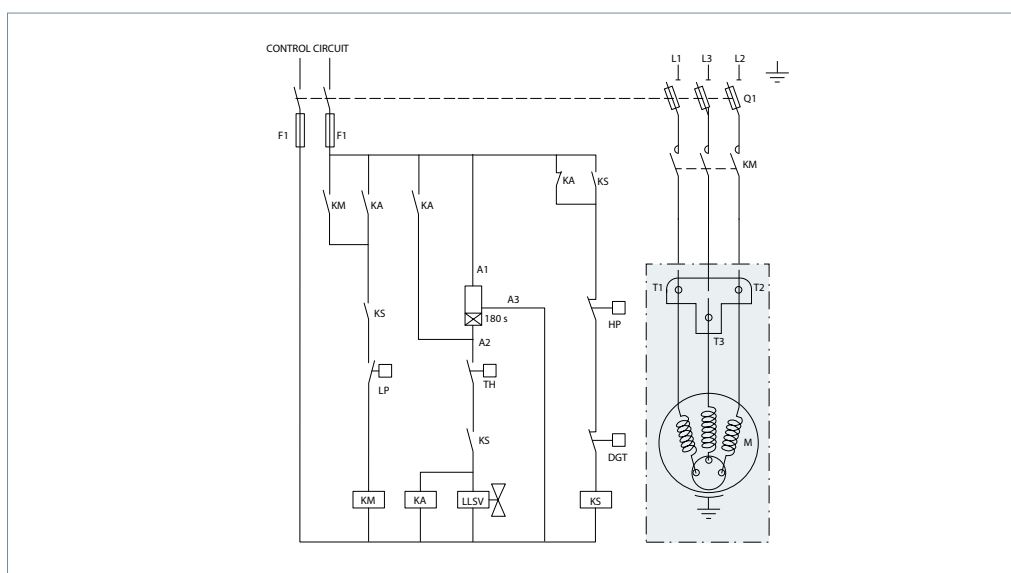 CONTROL CIRCUIT
L1 L3 L2
Q1
F1 F1
KM
KA KS
KM KA KA
A1
T1 T2
A3
KS
180 s
HP
A2
T3
LP
TH
KS
M
DGT
KM KA LLSV KS